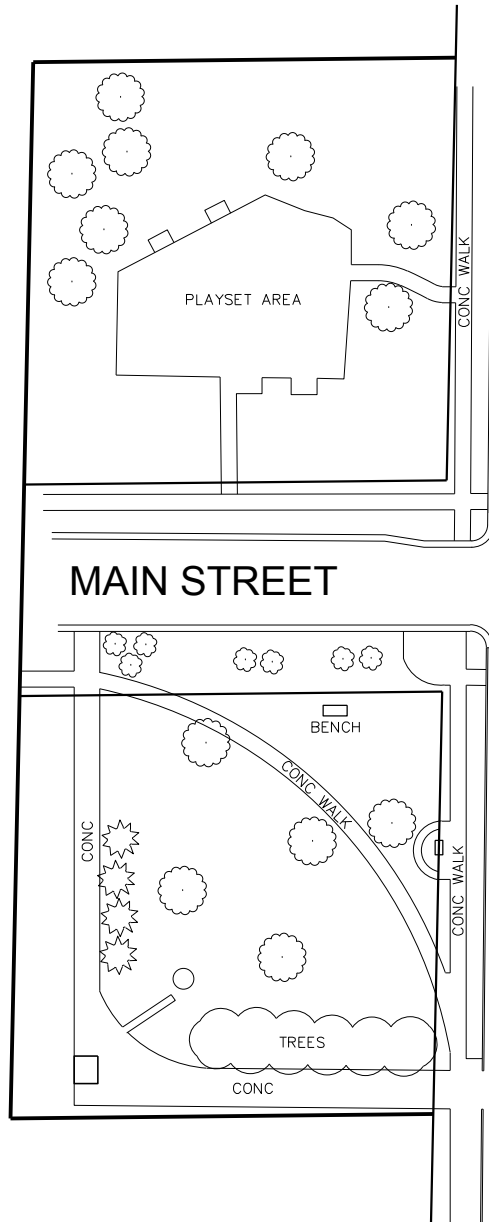 PLAYSET AREA
CONC WALK
MAIN STREET
BENCH
CONC WALK
CONC
CONC WALK
TREES
CONC